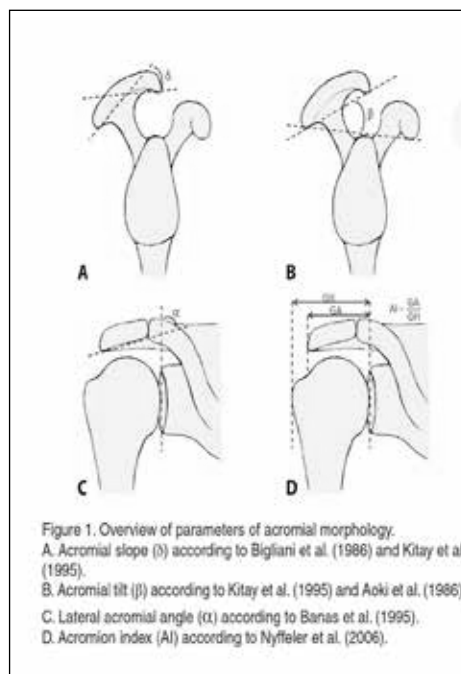 δ
β
A
B
α
GH
GA
AI = GA
GH
C
D
Figure 1. Overview of parameters of acromial morphology.
A. Acromial slope (δ) according to Bigliani et al. (1986) and Kitay et al.
(1995).
B. Acromial tilt (β) according to Kitay et al. (1995) and Aoki et al. (1986)
C. Lateral acromial angle (α) according to Banas et al. (1995).
D. Acromion index (AI) according to Nyffeler et al. (2006).